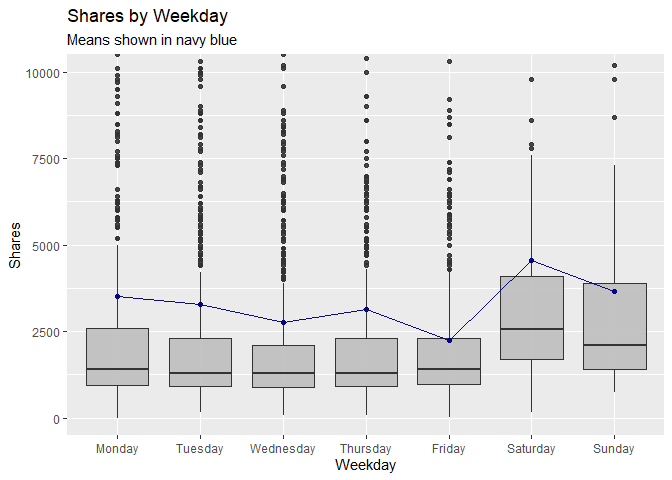 Shares by Weekday
Means shown in navy blue
10000
7500
5000
2500
0
Shares
Monday Tuesday Wednesday Thursday Friday Saturday Sunday
Weekday